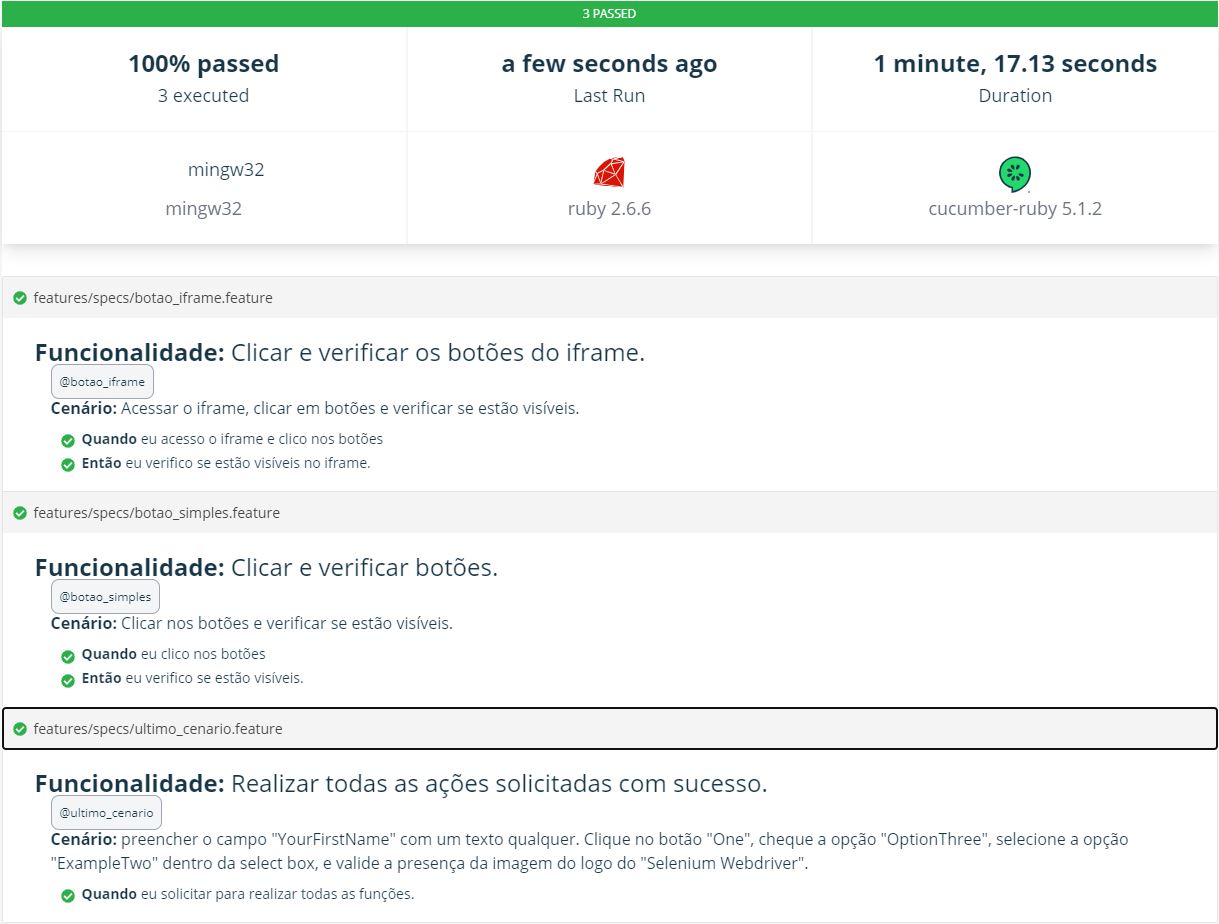 3 PASSED
100% passed
3 executed
a few seconds ago
Last Run
1 minute, 17.13 seconds
Duration
mingw32
mingw32
ruby 2.6.6
cucumber-ruby 5.1.2
features/specs/botao_iframe.feature
Funcionalidade: Clicar e verificar os botões do iframe.
@botao_iframe
Cenário: Acessar o iframe, clicar em botões e verificar se estão visíveis.
Quando eu acesso o iframe e clico nos botões
Então eu verifico se estão visíveis no iframe.
features/specs/botao_simples.feature
Funcionalidade: Clicar e verificar botões.
@botao_simples
Cenário: Clicar nos botões e verificar se estão visíveis.
Quando eu clico nos botões
Então eu verifico se estão visíveis.
features/specs/ultimo_cenario.feature
Funcionalidade: Realizar todas as ações solicitadas com sucesso.
@ultimo_cenario
Cenário: preencher o campo "YourFirstName" com um texto qualquer. Clique no botão "One", cheque a opção "OptionThree", selecione a opção
"ExampleTwo" dentro da select box, e valide a presença da imagem do logo do "Selenium Webdriver".
Quando eu solicitar para realizar todas as funções.